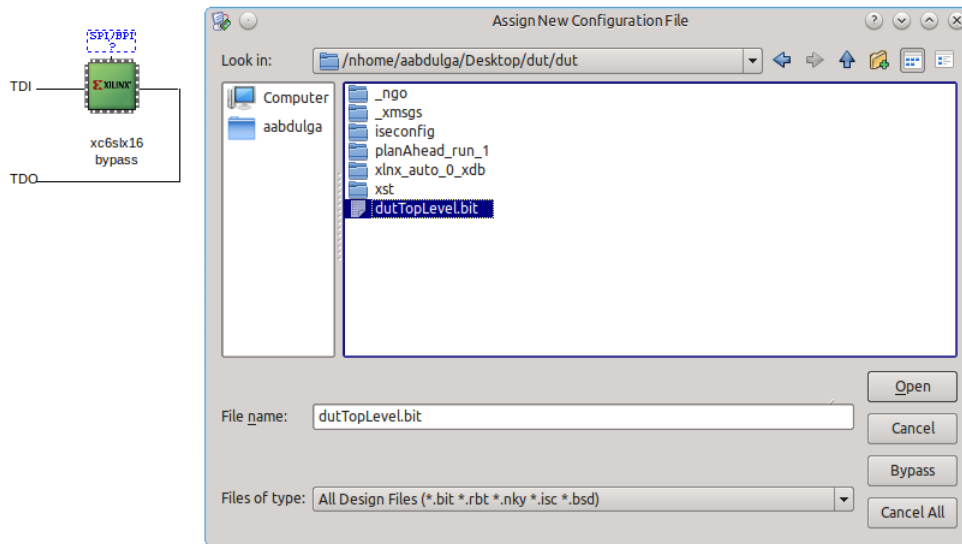 SPI/BPI
?
TDI
XILINX
xc6slx16
bypass
TDO
Assign New Configuration File
Look in:
/nhome/aabdulga/Desktop/dut/dut
Computer
aabdulga
_ngo
_xmsgs
iseconfig
planAhead_run_1
xlnx_auto_0_xdb
xst
dutTopLevel.bit
File name:
dutTopLevel.bit
Files of type:
All Design Files (*.bit *.rbt *.nky *.isc *.bsd)
Open
Cancel
Bypass
Cancel All